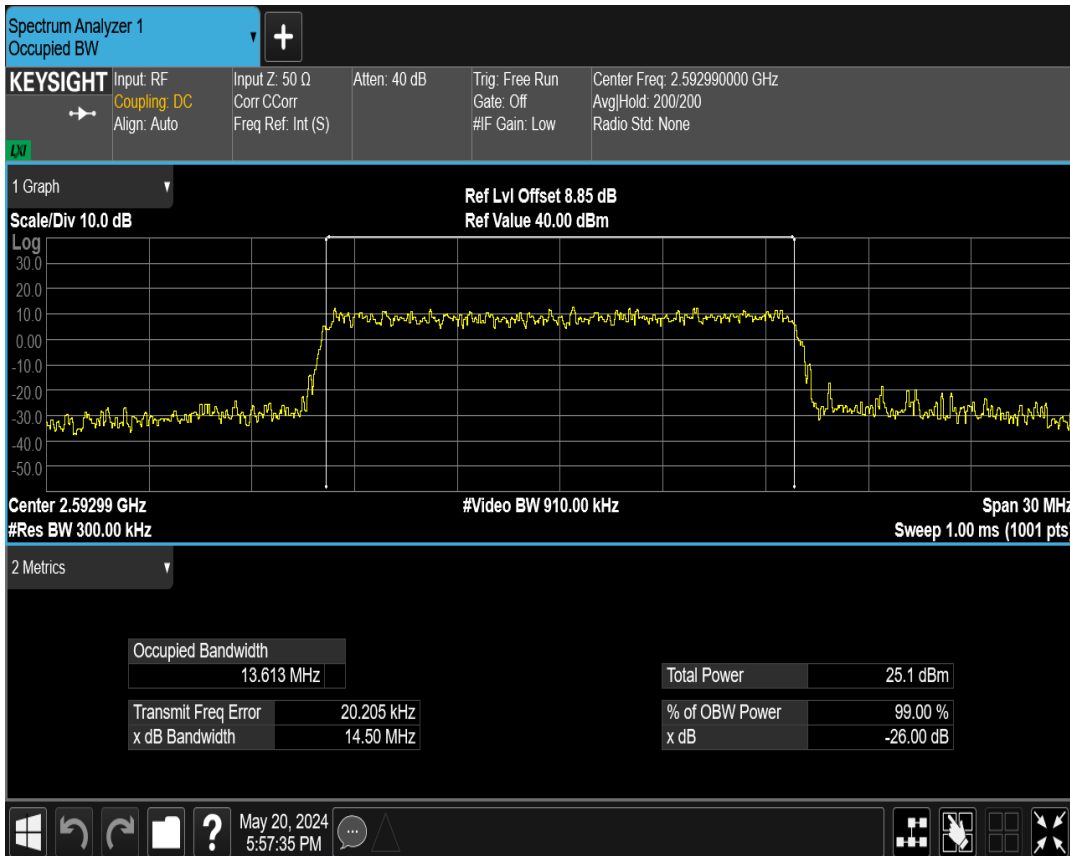 Spectrum Analyzer 1
Occupied BW
+
KEYSIGHT
LXI
Input: RF
Coupling: DC
Align: Auto
Input Z: 50 Ω
Corr CCorr
Freq Ref: Int (S)
Atten: 40 dB
Trig: Free Run
Gate: Off
#IF Gain: Low
Center Freq: 2.592990000 GHz
Avg|Hold: 200/200
Radio Std: None
1 Graph
Scale/Div 10.0 dB
Ref Lvl Offset 8.85 dB
Ref Value 40.00 dBm
Log
30.0
20.0
10.0
0.00
-10.0
-20.0
-30.0
-40.0
-50.0
Center 2.59299 GHz
#Res BW 300.00 kHz
#Video BW 910.00 kHz
Span 30 MHz
Sweep 1.00 ms (1001 pts)
2 Metrics
Occupied Bandwidth
13.613 MHz
Transmit Freq Error 20.205 kHz
x dB Bandwidth 14.50 MHz
Total Power 25.1 dBm
% of OBW Power 99.00 %
x dB -26.00 dB
?
May 20, 2024
5:57:35 PM